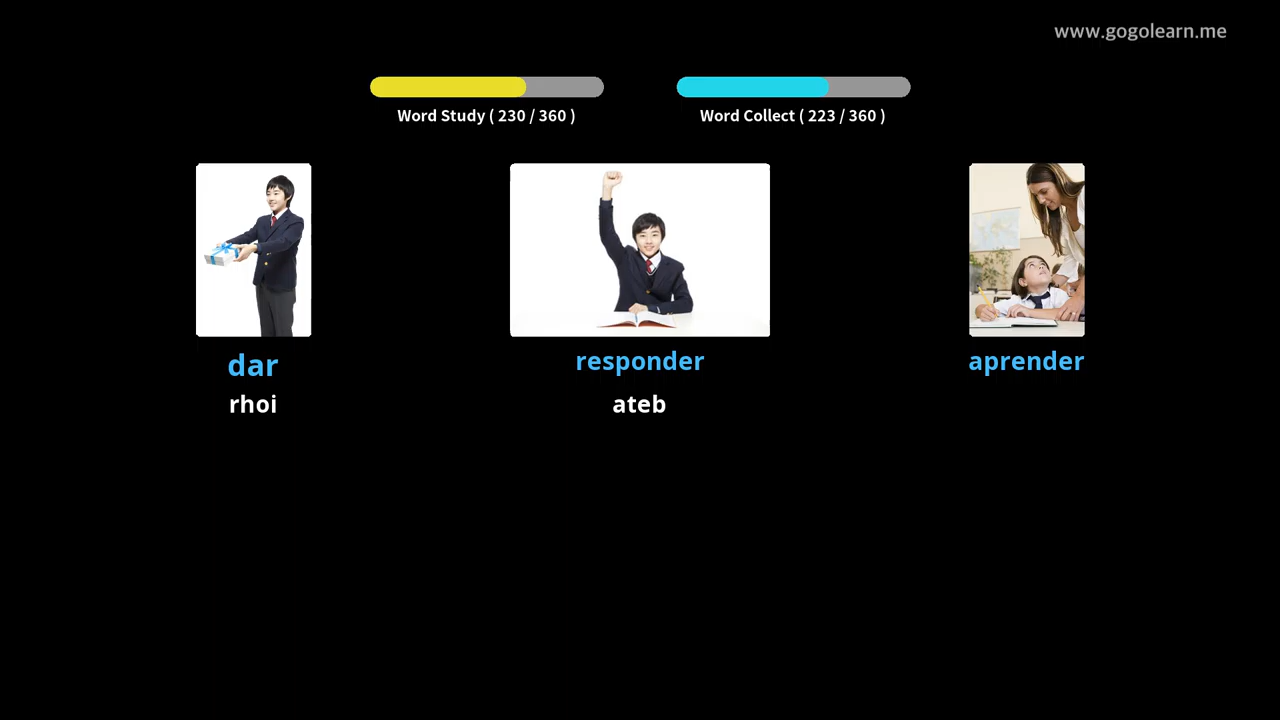 www.gogolearn.me
Word Study ( 230 / 360 )
Word Collect ( 223 / 360 )
dar
responder
aprender
rhoi
ateb